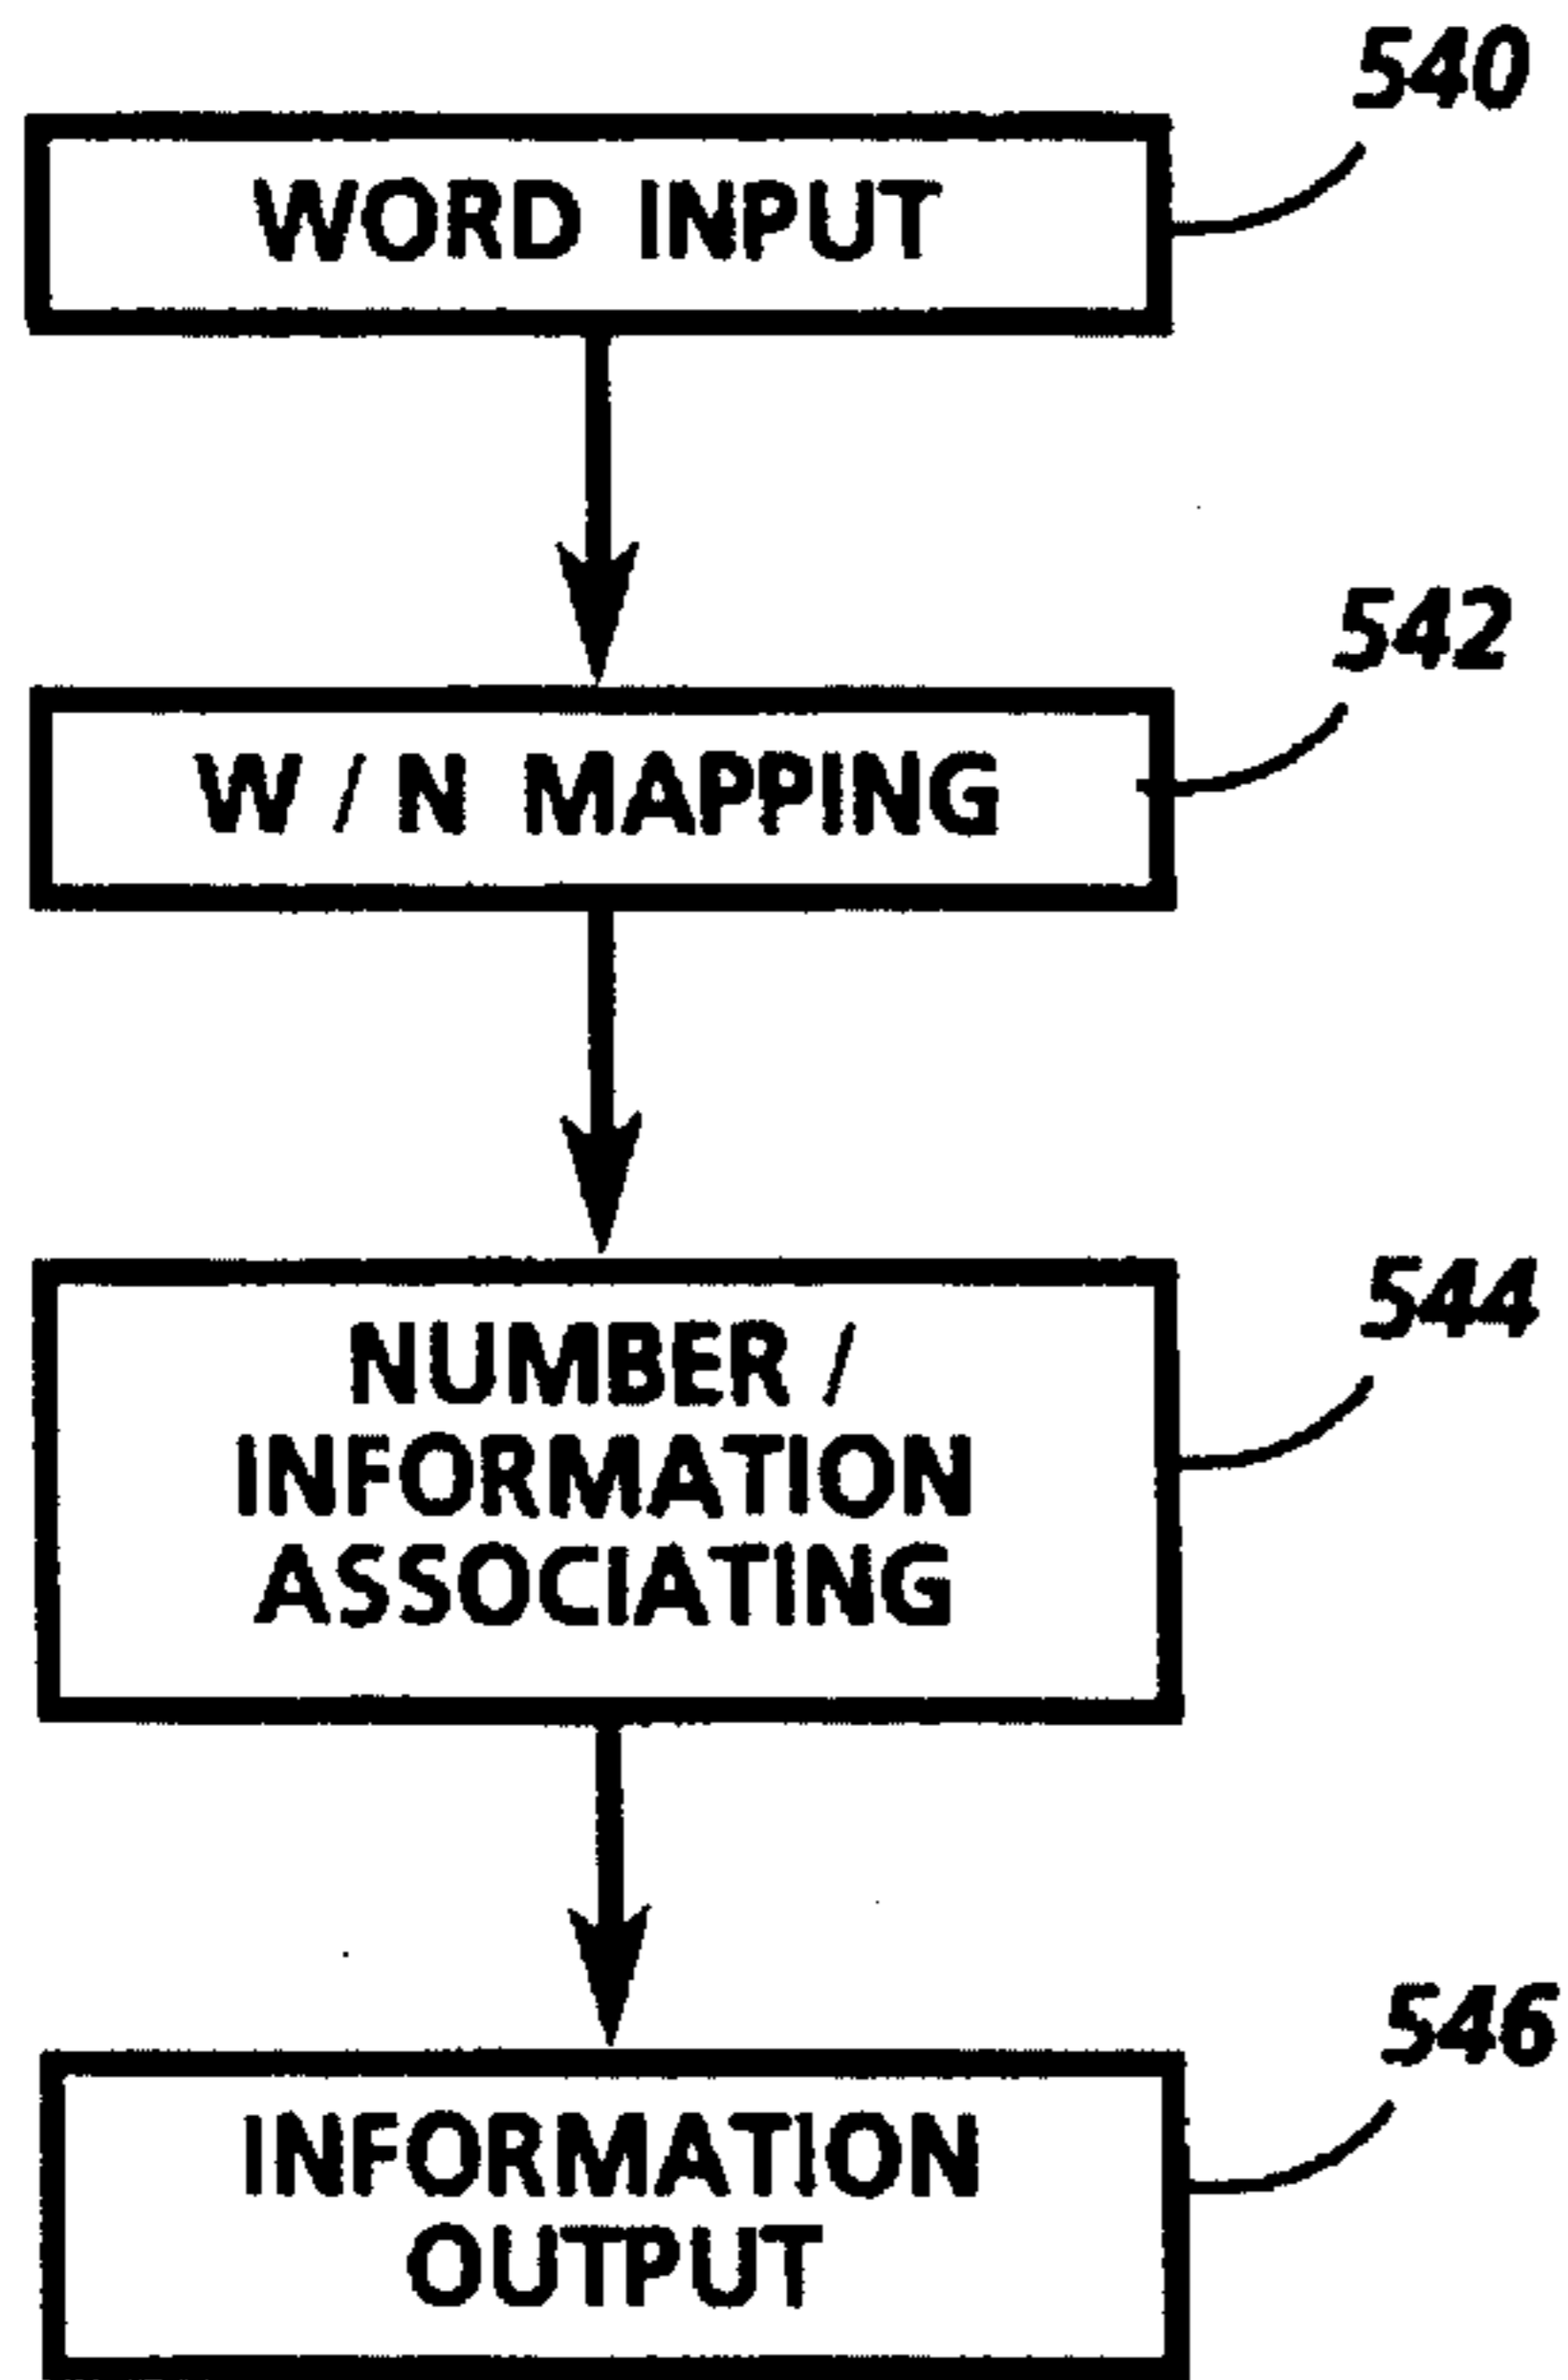 540
WORD INPUT
542
W / N MAPPING
544
NUMBER /
INFORMATION
ASSOCIATING
546
INFORMATION
OUTPUT